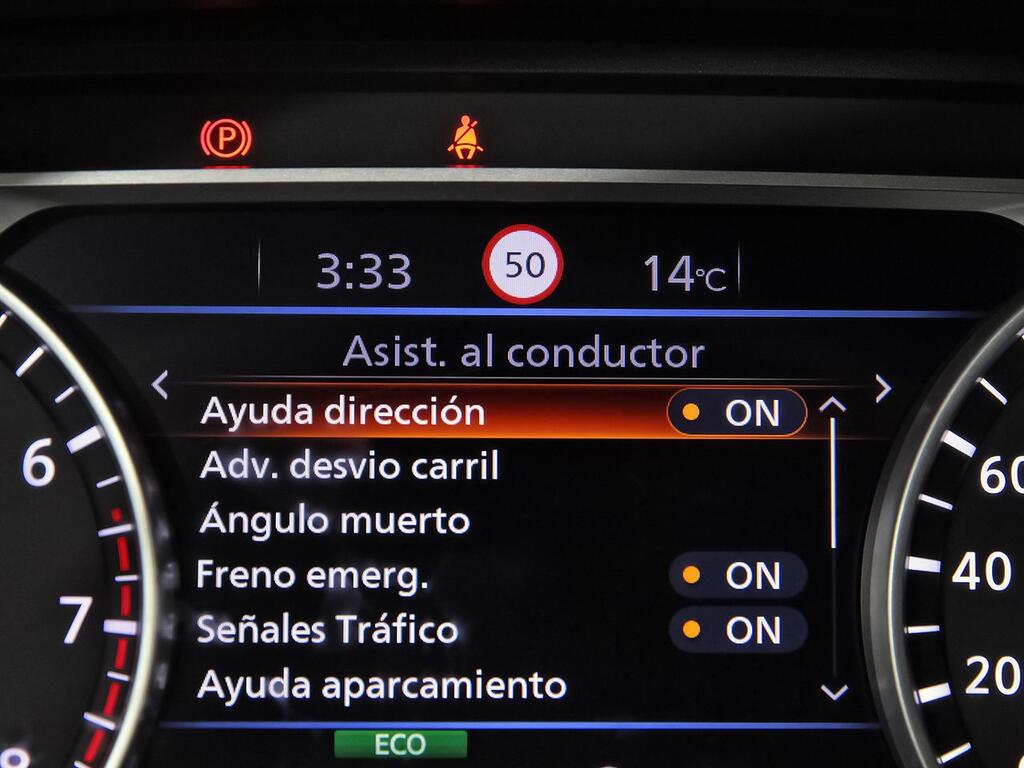 P
3:33 50 14°C
Asist. al conductor
Ayuda dirección ON
Adv. desvio carril
Ángulo muerto
Freno emerg. ON
Señales Tráfico ON
Ayuda aparcamiento
ECO
6
7
8
60
40
20